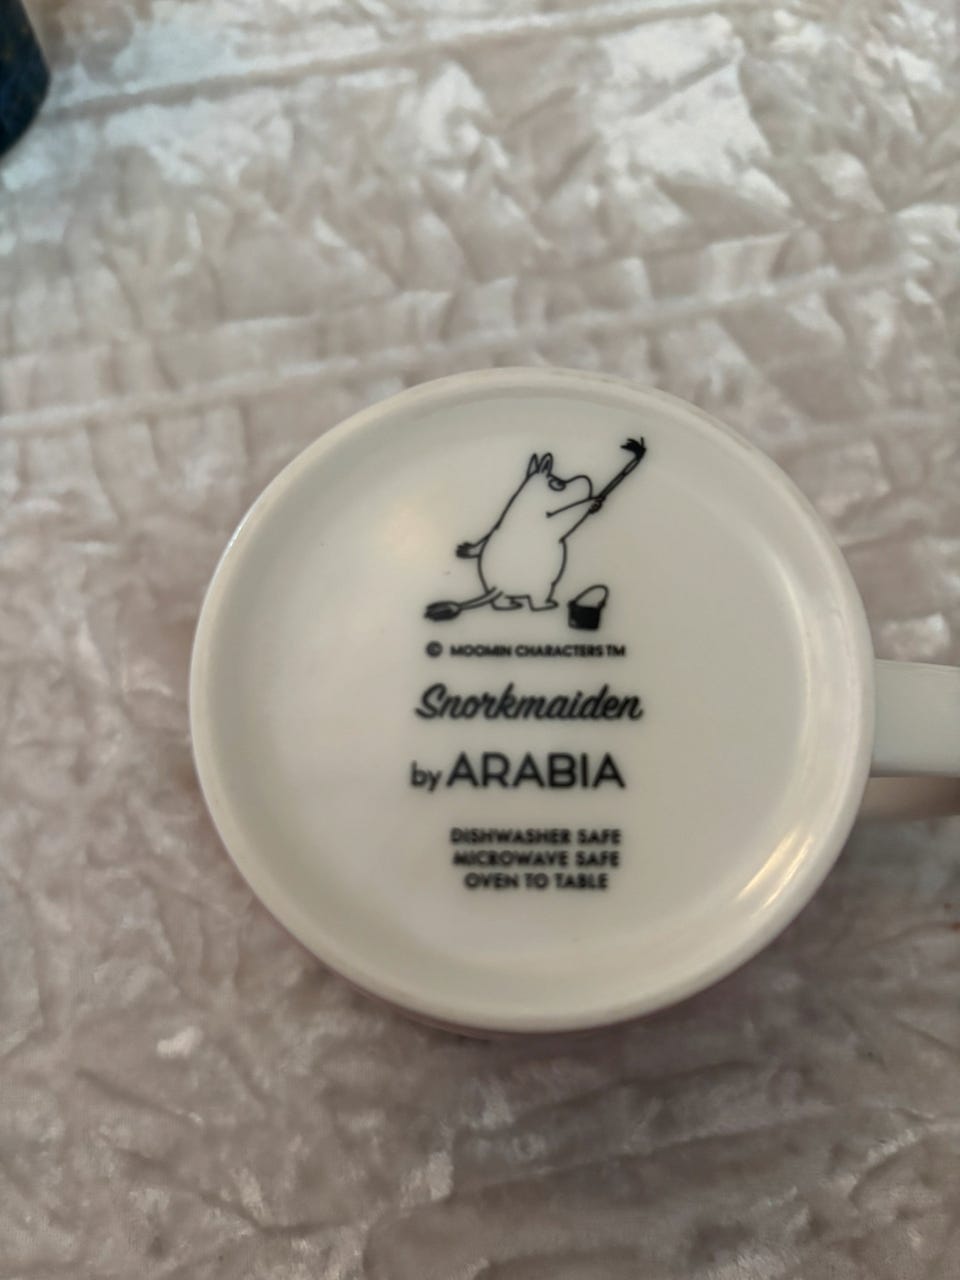 © MOOMIN CHARACTERS TM
Snorkmaiden
by ARABIA
DISHWASHER SAFE
MICROWAVE SAFE
OVEN TO TABLE